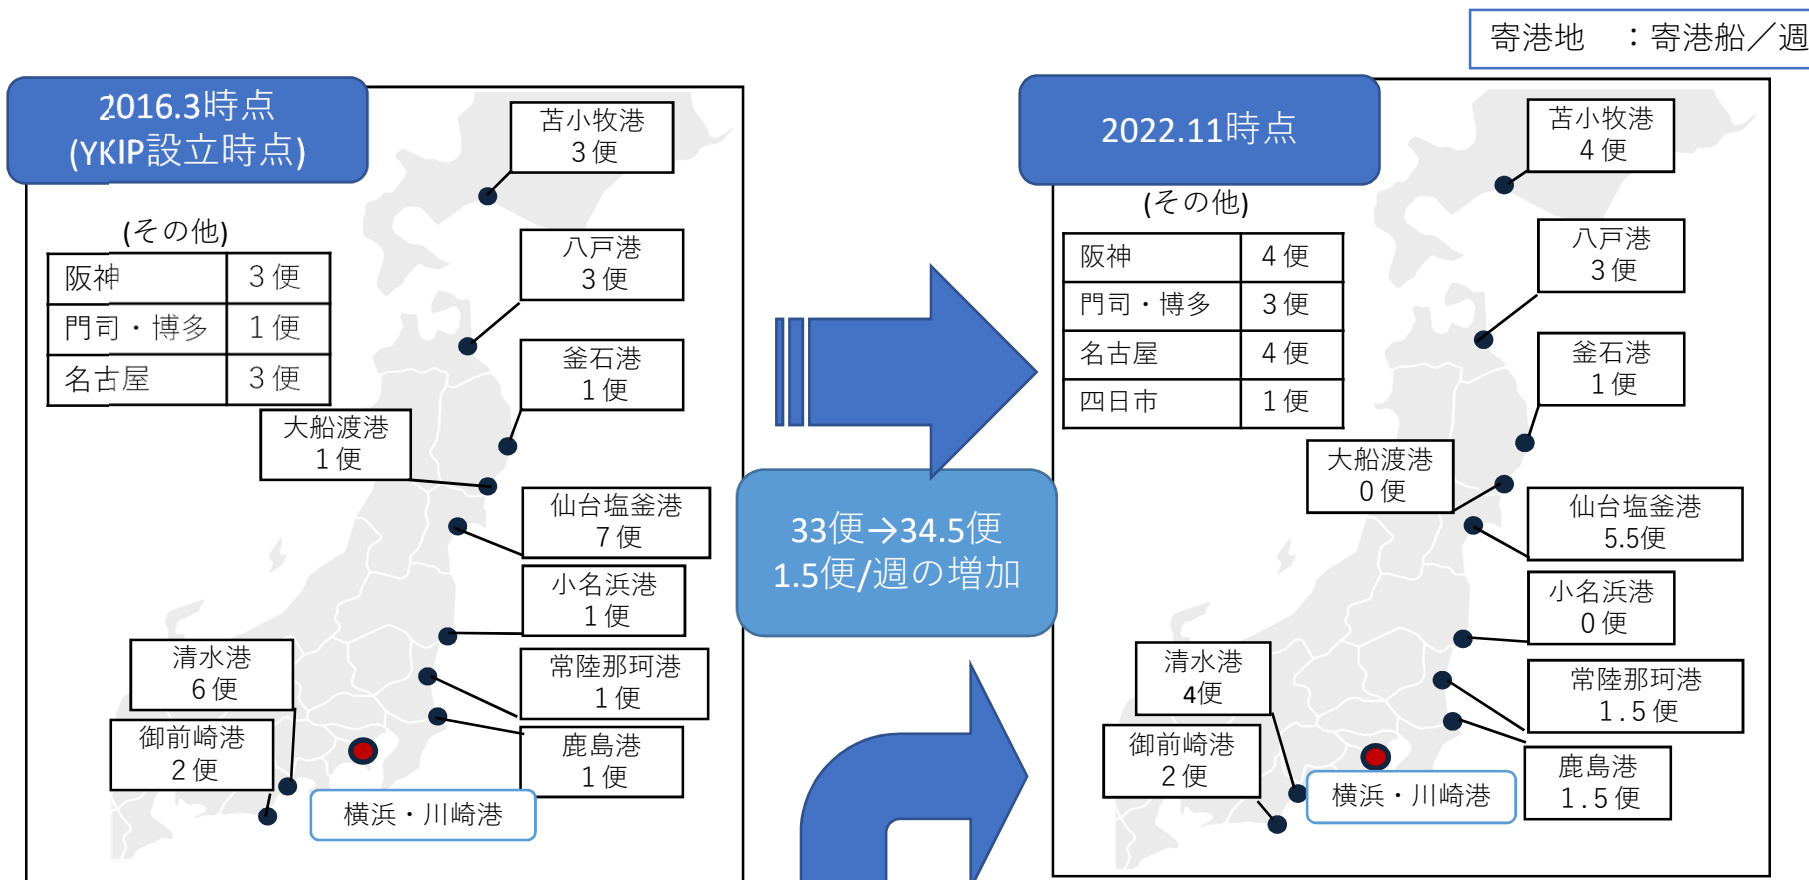 寄港地　：寄港船／週
2016.3時点
(YKIP設立時点)
苫小牧港
３便
(その他)
阪神 ３便
門司・博多 １便
名古屋 ３便
八戸港
３便
釜石港
１便
大船渡港
１便
仙台塩釜港
７便
小名浜港
１便
清水港
６便
常陸那珂港
１便
御前崎港
２便
鹿島港
１便
横浜・川崎港
33便→34.5便
1.5便/週の増加
2022.11時点
苫小牧港
４便
(その他)
阪神 ４便
門司・博多 ３便
名古屋 ４便
四日市 １便
八戸港
３便
釜石港
１便
大船渡港
０便
仙台塩釜港
5.5便
小名浜港
０便
清水港
4便
常陸那珂港
１.５便
御前崎港
２便
鹿島港
１.５便
横浜・川崎港